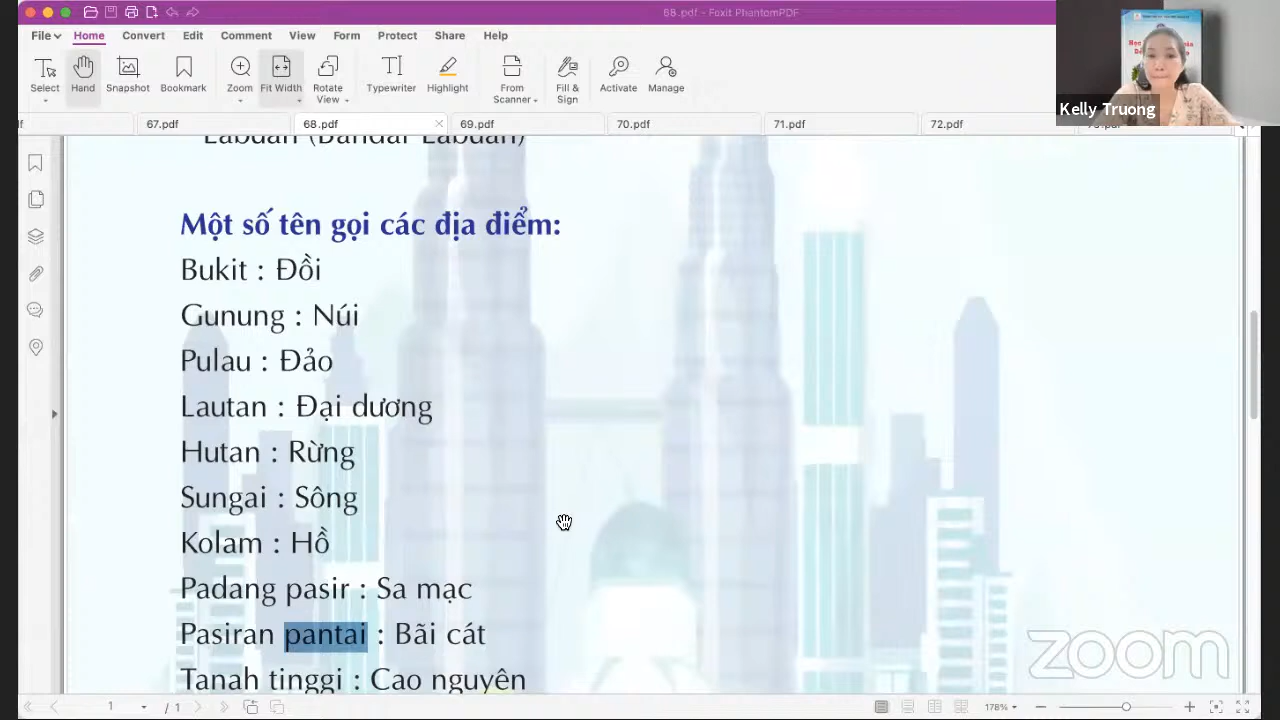 68.pdf - Foxit PhantomPDF
File Home Convert Edit Comment View Form Protect Share Help
Select Hand Snapshot Bookmark Zoom Fit Width Rotate View Typewriter Highlight From Scanner Fill & Sign Activate Manage
Kelly Truong
67.pdf 68.pdf 69.pdf 70.pdf 71.pdf 72.pdf
Labuan (Bandar Labuan)
Một số tên gọi các địa điểm:
Bukit : Đồi
Gunung : Núi
Pulau : Đảo
Lautan : Đại dương
Hutan : Rừng
Sungai : Sông
Kolam : Hồ
Padang pasir : Sa mạc
Pasiran pantai : Bãi cát
Tanah tinggi : Cao nguyên
zoom
1 / 1 178%